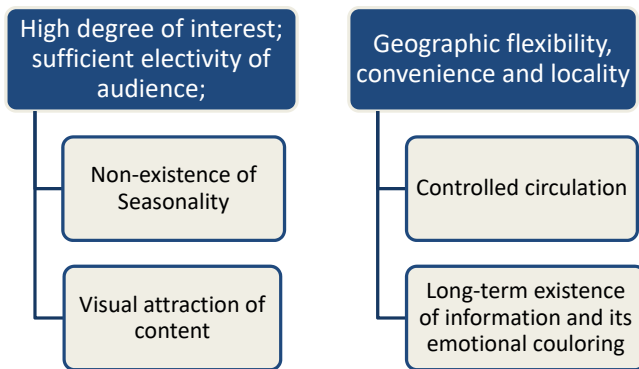 High degree of interest;
sufficient electivity of
audience;
Non-existence of
Seasonality
Visual attraction of
content
Geographic flexibility,
convenience and locality
Controlled circulation
Long-term existence
of information and its
emotional couloring